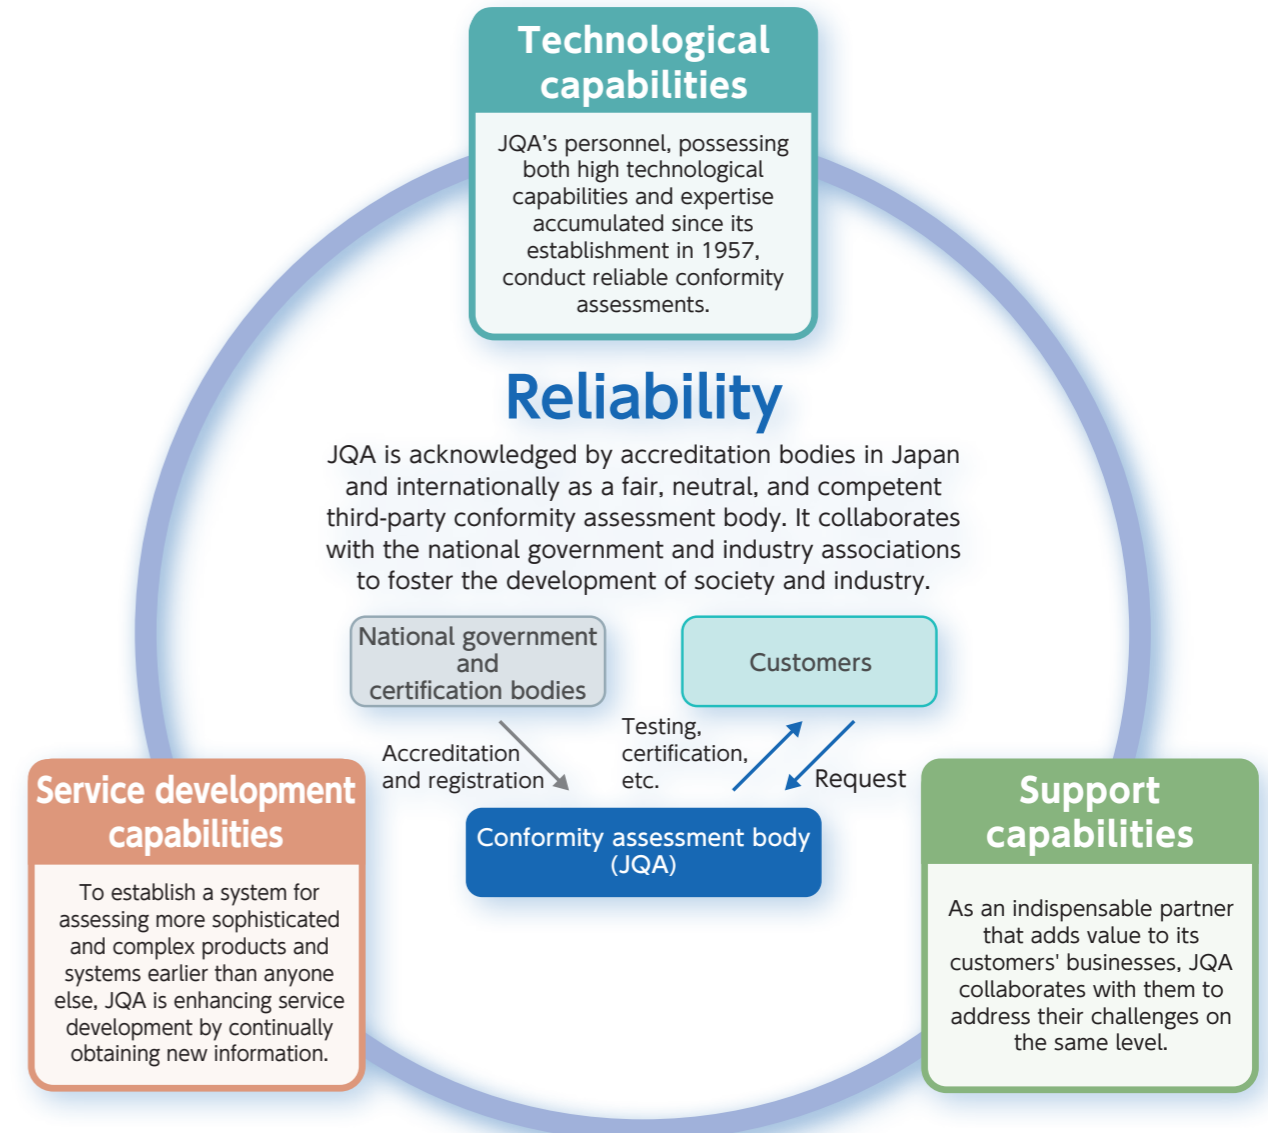 Technological
capabilities
JQA's personnel, possessing
both high technological
capabilities and expertise
accumulated since its
establishment in 1957,
conduct reliable conformity
assessments.
Reliability
JQA is acknowledged by accreditation bodies in Japan
and internationally as a fair, neutral, and competent
third-party conformity assessment body. It collaborates
with the national government and industry associations
to foster the development of society and industry.
National government
and
certification bodies
Customers
Accreditation
and registration
Testing,
certification,
etc.
Request
Conformity assessment body
(JQA)
Service development
capabilities
To establish a system for
assessing more sophisticated
and complex products and
systems earlier than anyone
else, JQA is enhancing service
development by continually
obtaining new information.
Support
capabilities
As an indispensable partner
that adds value to its
customers' businesses, JQA
collaborates with them to
address their challenges on
the same level.